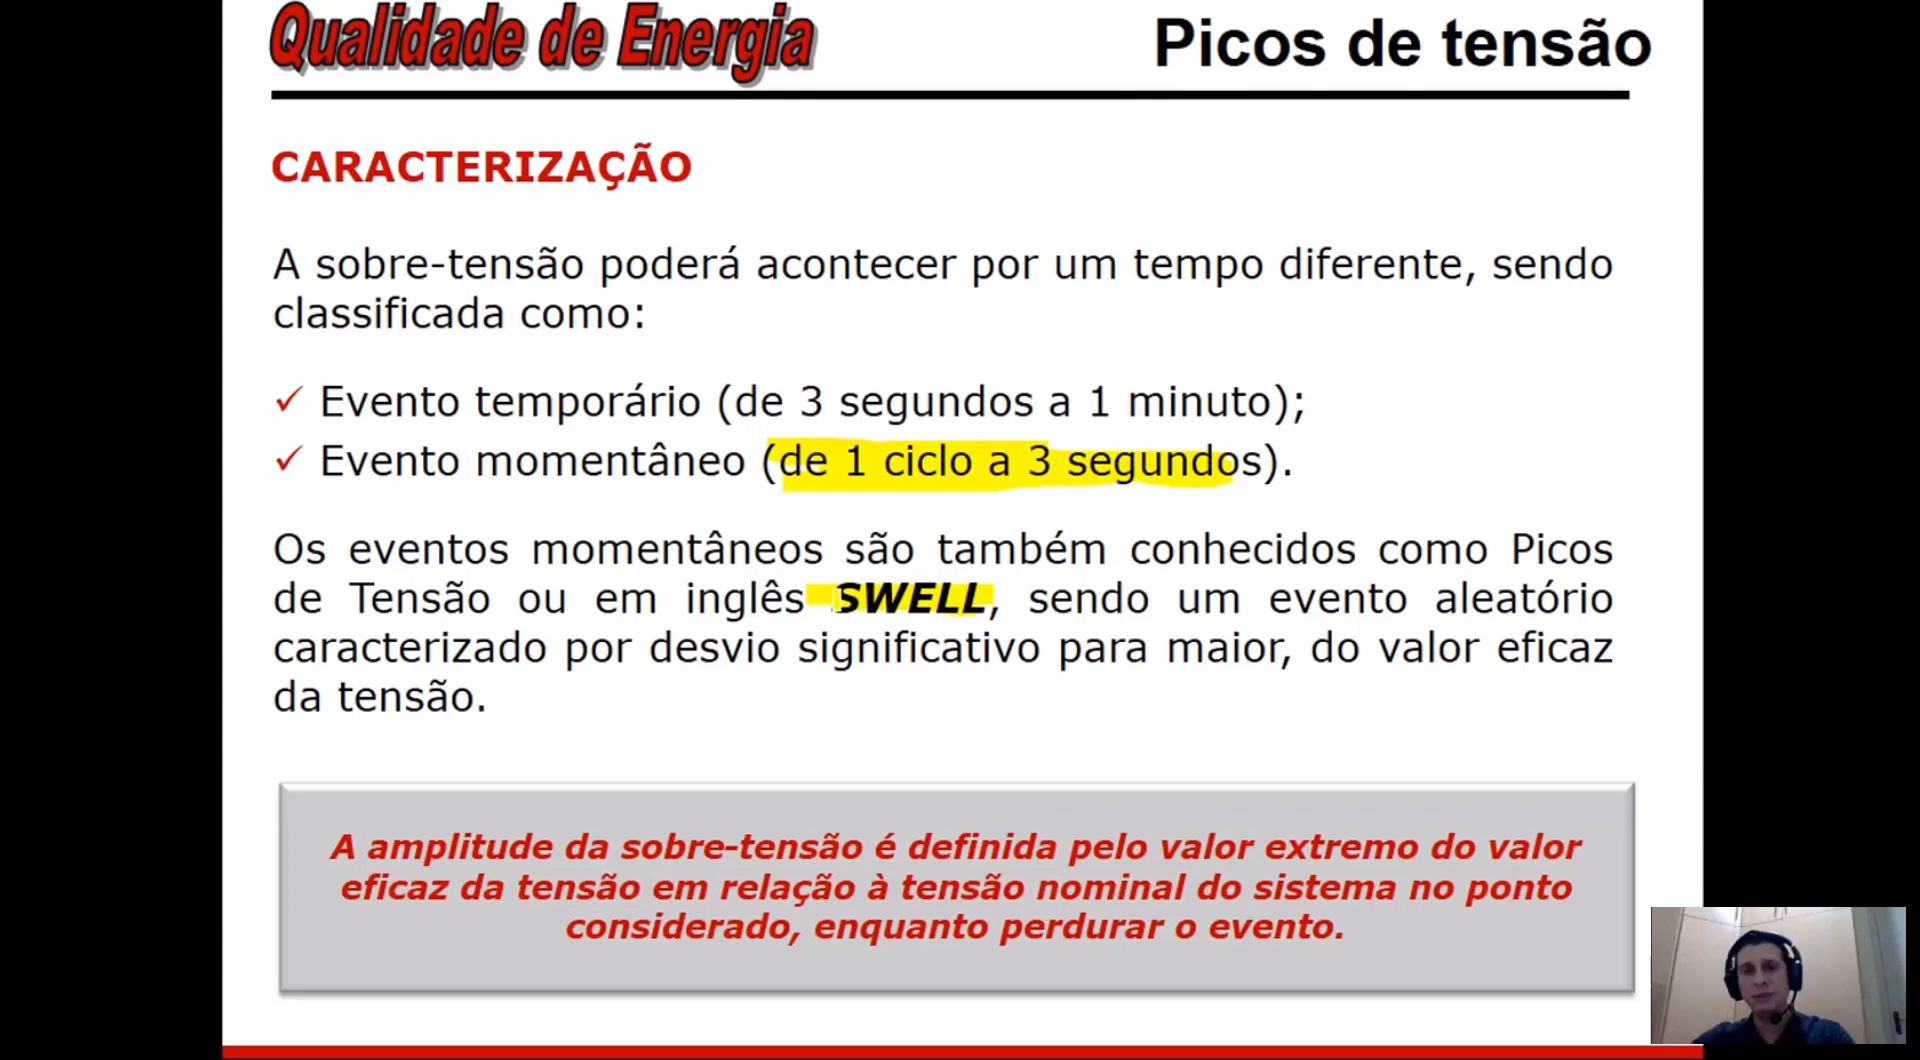 Qualidade de Energia
Picos de tensão
CARACTERIZAÇÃO
A sobre-tensão poderá acontecer por um tempo diferente, sendo
classificada como:
✓ Evento temporário (de 3 segundos a 1 minuto);
✓ Evento momentâneo (de 1 ciclo a 3 segundos).
Os eventos momentâneos são também conhecidos como Picos
de Tensão ou em inglês SWELL, sendo um evento aleatório
caracterizado por desvio significativo para maior, do valor eficaz
da tensão.
A amplitude da sobre-tensão é definida pelo valor extremo do valor
eficaz da tensão em relação à tensão nominal do sistema no ponto
considerado, enquanto perdurar o evento.